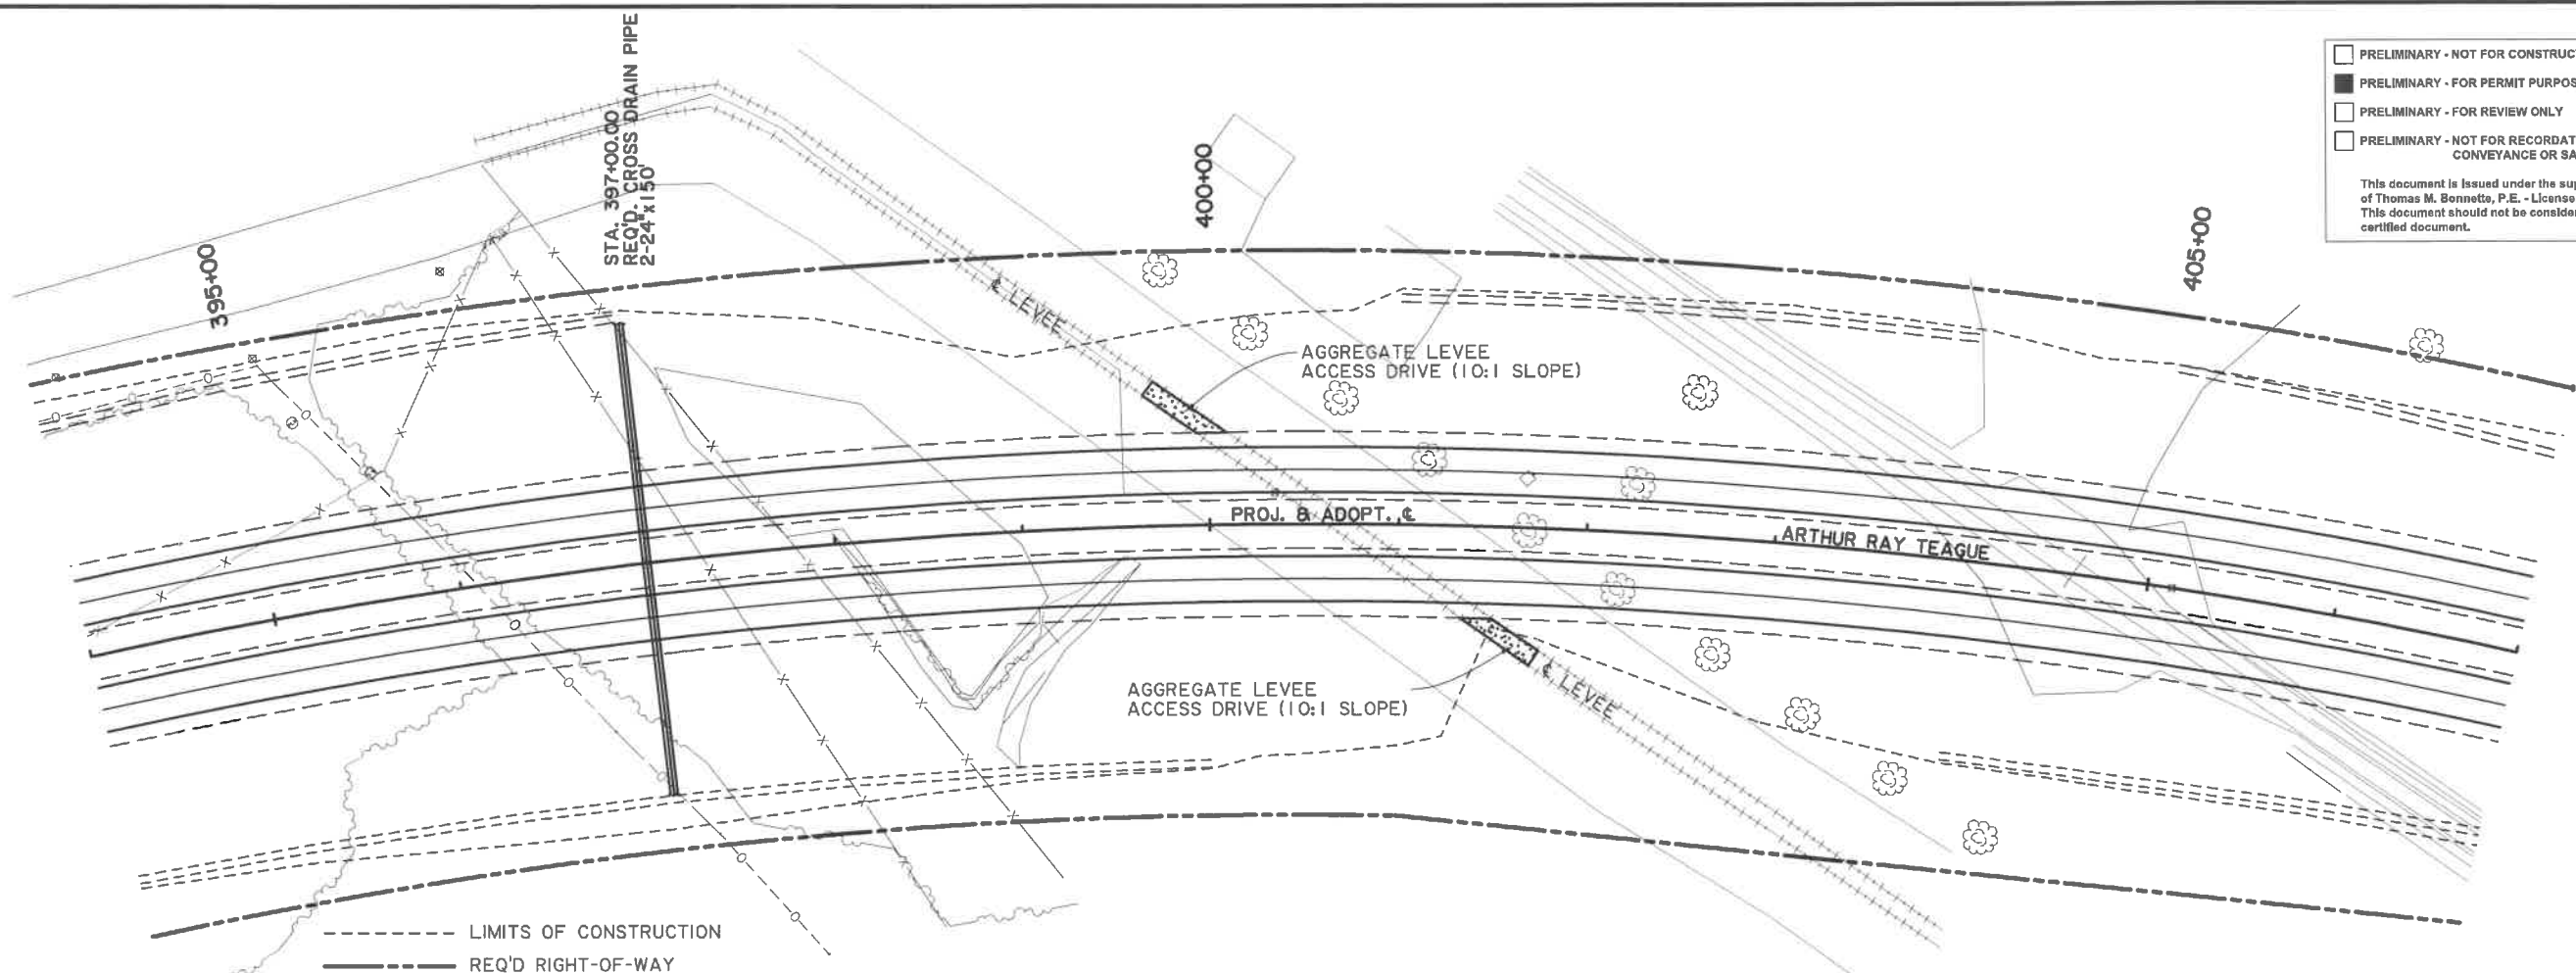 STA. 397+00.00
REQ'D. CROSS DRAIN PIPE
2-24"x150'
395+00
400+00
405+00
PRELIMINARY - NOT FOR CONSTRUC
PRELIMINARY - FOR PERMIT PURPOS
PRELIMINARY - FOR REVIEW ONLY
PRELIMINARY - NOT FOR RECORDAT
CONVEYANCE OR SA
This document is issued under the sup
of Thomas M. Bonnette, P.E. - License
This document should not be conside
certified document.
℄ LEVEE
AGGREGATE LEVEE
ACCESS DRIVE (10:1 SLOPE)
PROJ. & ADOPT. ℄
ARTHUR RAY TEAGUE
AGGREGATE LEVEE
ACCESS DRIVE (10:1 SLOPE)
℄ LEVEE
LIMITS OF CONSTRUCTION
REQ'D RIGHT-OF-WAY